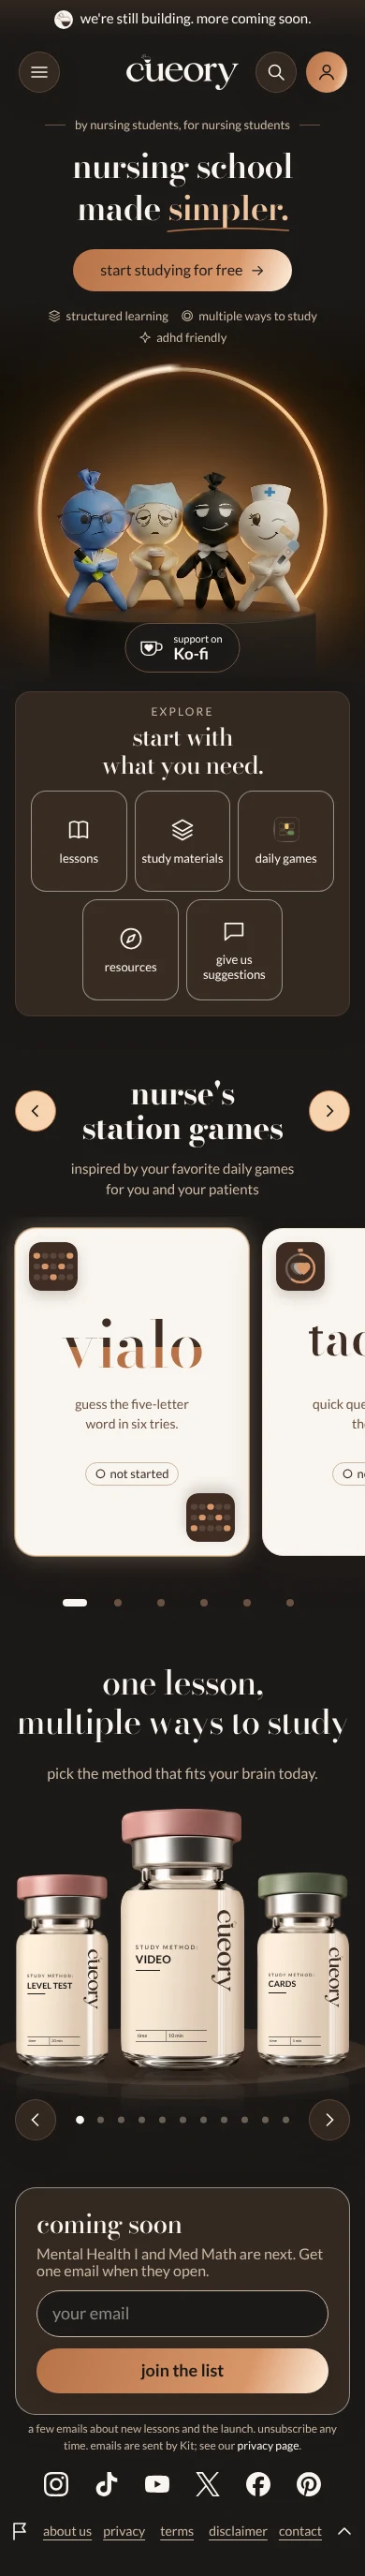 we're still building. more coming soon.
cueory
by nursing students, for nursing students
nursing school
made simpler.
start studying for free →
structured learning multiple ways to study
adhd friendly
support on
Ko-fi
EXPLORE
start with
what you need.
lessons study materials daily games
resources give us
suggestions
nurse's
station games
inspired by your favorite daily games
for you and your patients
vialo
guess the five-letter
word in six tries.
not started
quick que
one lesson,
multiple ways to study
pick the method that fits your brain today.
STUDY METHOD:
LEVEL TEST
cueory
STUDY METHOD:
VIDEO
cueory
STUDY METHOD:
CARDS
cueory
coming soon
Mental Health I and Med Math are next. Get
one email when they open.
your email
join the list
a few emails about new lessons and the launch. unsubscribe any
time. emails are sent by Kit; see our privacy page.
about us privacy terms disclaimer contact